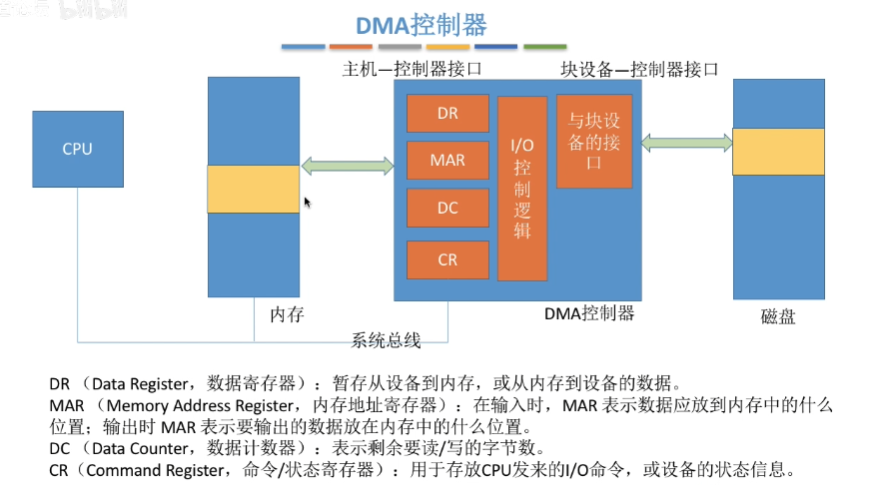 bilibili
DMA控制器
主机—控制器接口
块设备—控制器接口
CPU
DR
MAR
DC
CR
I/O
控
制
逻
辑
与块设
备的接
口
内存
系统总线
DMA控制器
磁盘
DR （Data Register，数据寄存器）：暂存从设备到内存，或从内存到设备的数据。
MAR （Memory Address Register，内存地址寄存器）：在输入时，MAR 表示数据应放到内存中的什么
位置；输出时 MAR 表示要输出的数据放在内存中的什么位置。
DC （Data Counter，数据计数器）：表示剩余要读/写的字节数。
CR（Command Register，命令/状态寄存器）：用于存放CPU发来的I/O命令，或设备的状态信息。